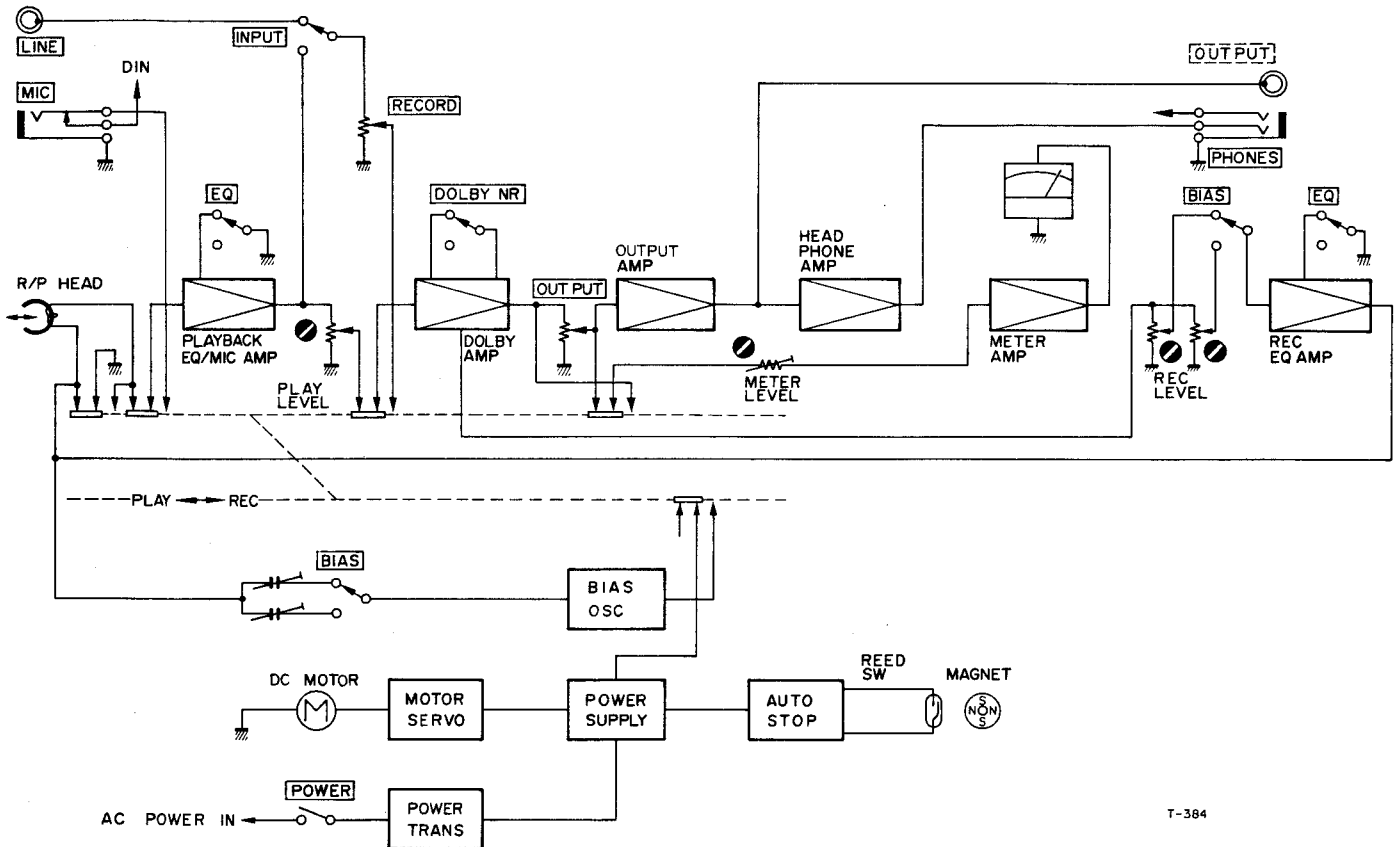 LINE
INPUT
DIN
MIC
RECORD
OUTPUT
PHONES
EQ
DOLBY NR
BIAS
EQ
R/P HEAD
PLAYBACK
EQ/MIC AMP
DOLBY
AMP
OUTPUT
OUTPUT
AMP
HEAD
PHONE
AMP
METER
AMP
REC
EQ AMP
PLAY
LEVEL
METER
LEVEL
REC
LEVEL
PLAY
REC
BIAS
BIAS
OSC
DC MOTOR
M
MOTOR
SERVO
POWER
SUPPLY
AUTO
STOP
REED
SW
MAGNET
S
N N
S
POWER
AC POWER IN
POWER
TRANS
T-384